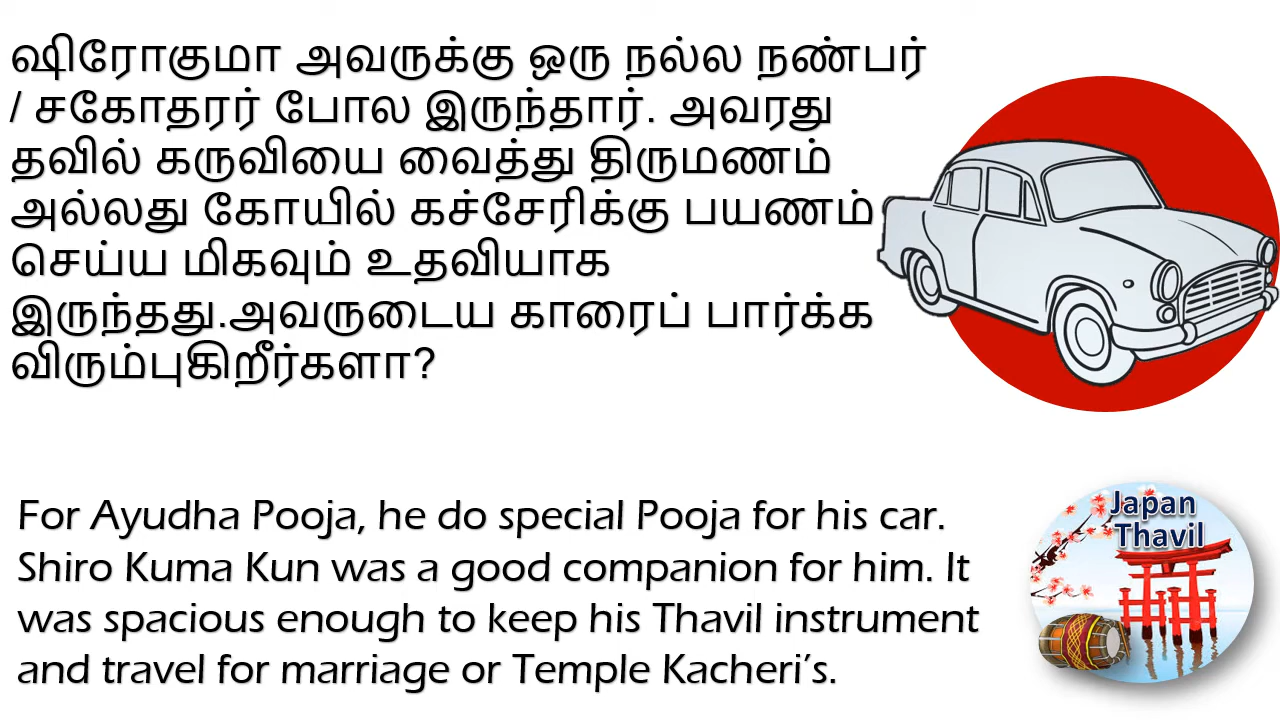 ஷிரோகுமா அவருக்கு ஒரு நல்ல நண்பர்
/ சகோதரர் போல இருந்தார். அவரது
தவில் கருவியை வைத்து திருமணம்
அல்லது கோயில் கச்சேரிக்கு பயணம்
செய்ய மிகவும் உதவியாக
இருந்தது.அவருடைய காரைப் பார்க்க
விரும்புகிறீர்களா?
For Ayudha Pooja, he do special Pooja for his car.
Shiro Kuma Kun was a good companion for him. It
was spacious enough to keep his Thavil instrument
and travel for marriage or Temple Kacheri’s.
Japan
Thavil